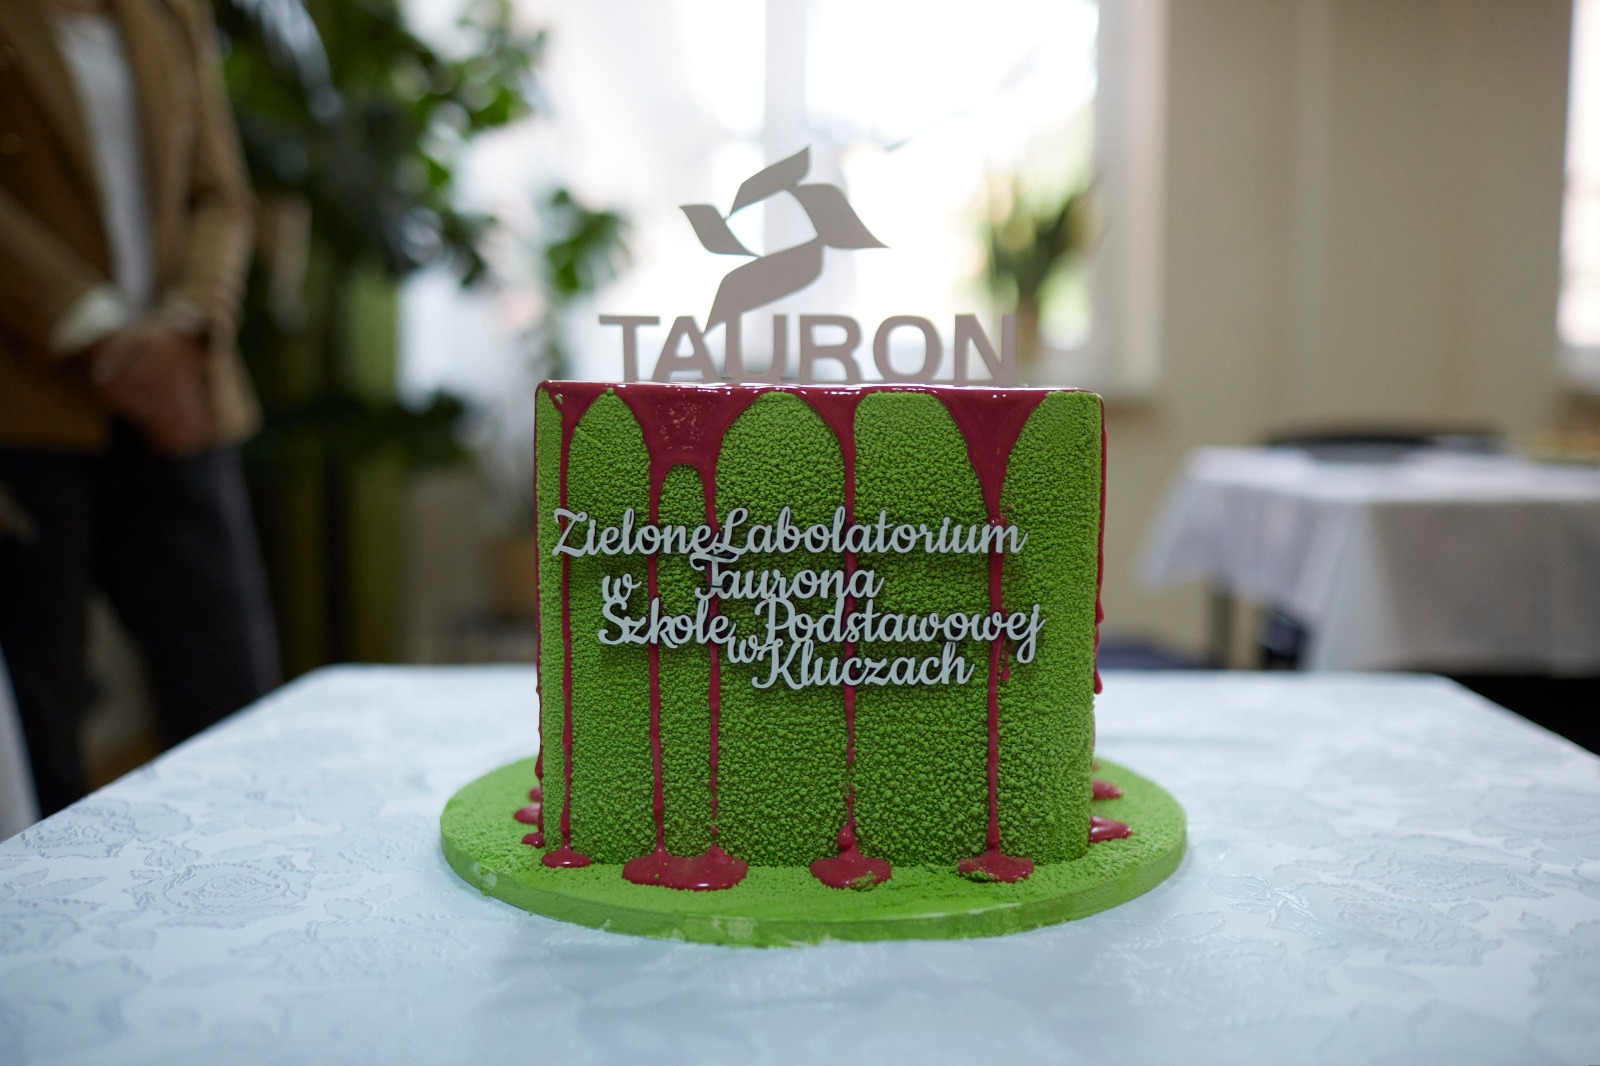 TAURON
Zielone Labolatorium
w Taurona
Szkole Podstawowej
w Kluczach